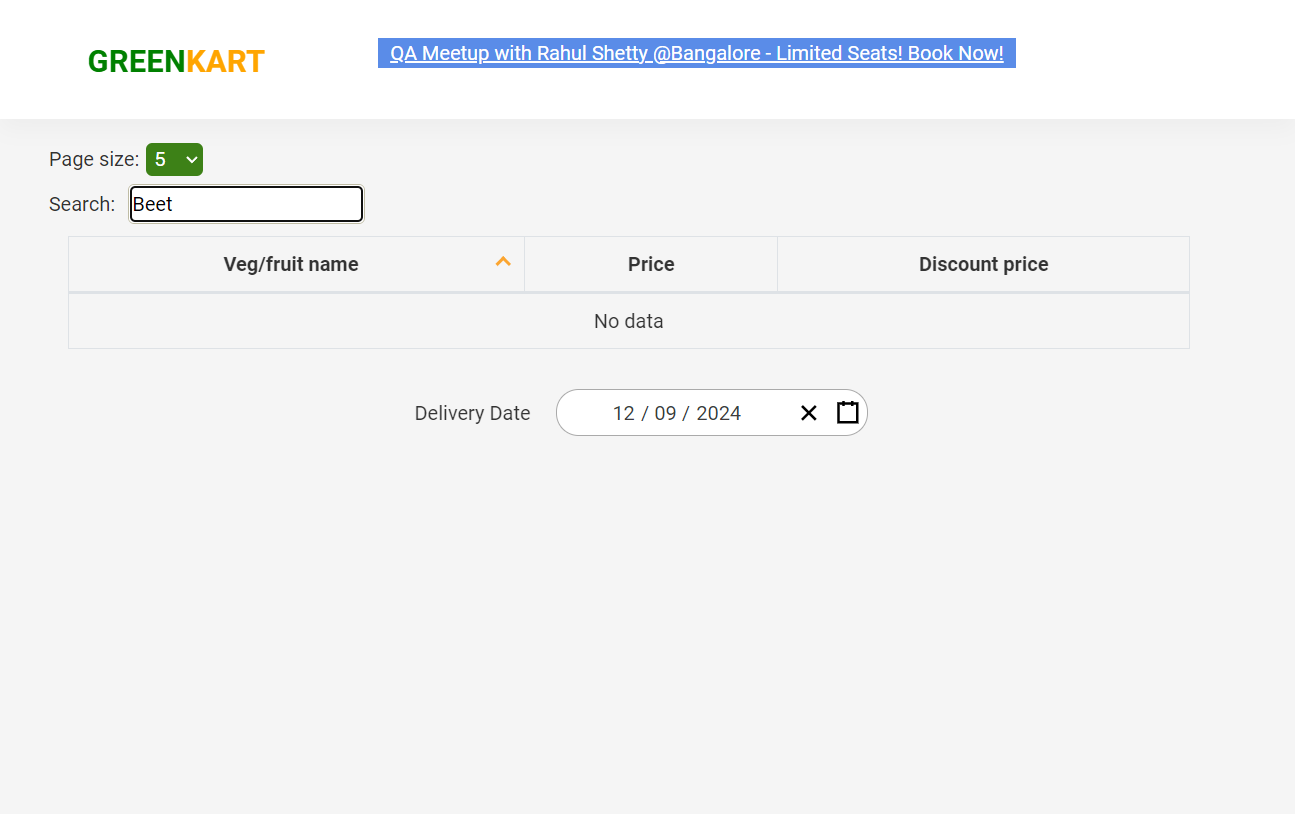 GREENKART
QA Meetup with Rahul Shetty @Bangalore - Limited Seats! Book Now!
Page size: 5
Search: Beet
Veg/fruit name Price Discount price
No data
Delivery Date 12 / 09 / 2024